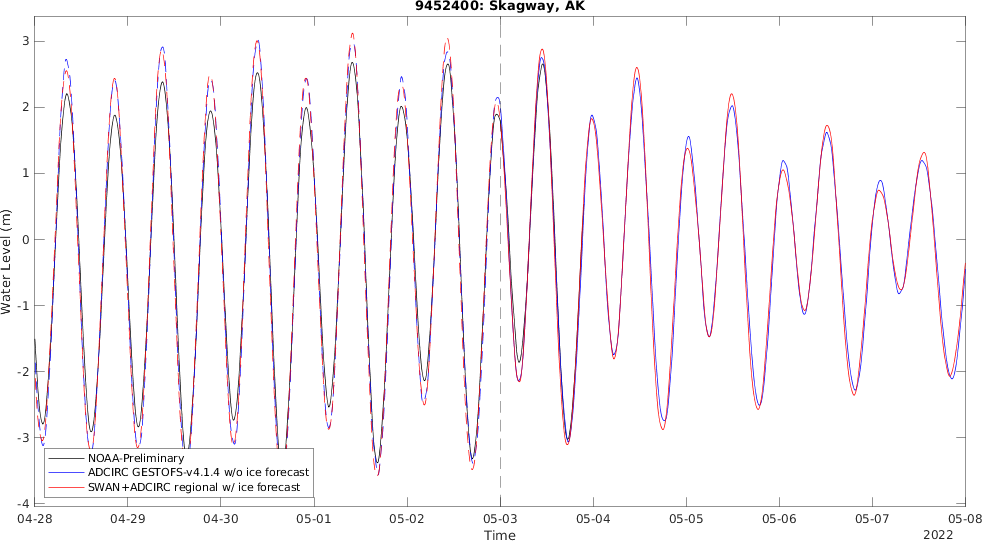 9452400: Skagway, AK
Water Level (m)
3
2
1
0
-1
-2
-3
-4
NOAA-Preliminary
ADCIRC GESTOFS-v4.1.4 w/o ice forecast
SWAN+ADCIRC regional w/ ice forecast
04-28 04-29 04-30 05-01 05-02 05-03 05-04 05-05 05-06 05-07 05-08
Time
2022